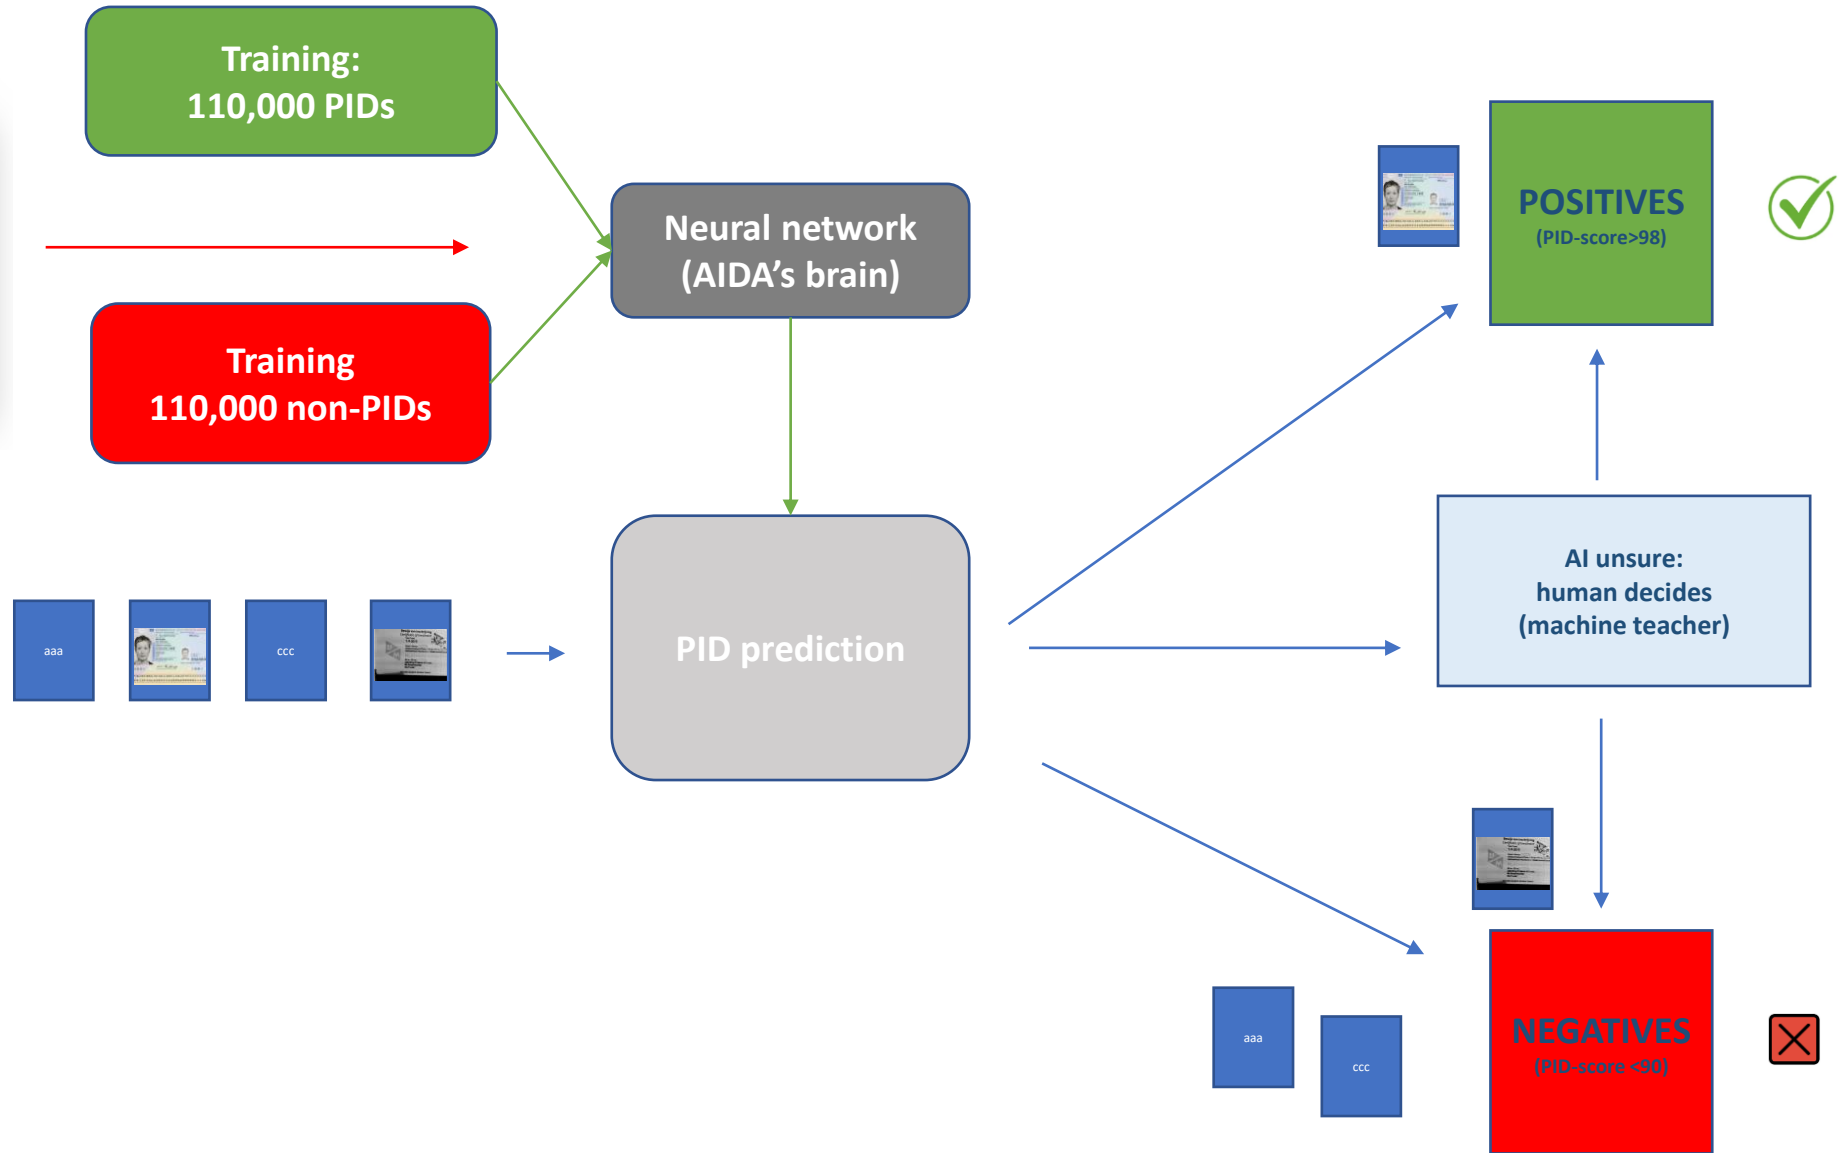 Training:
110,000 PIDs
Neural network
(AIDA's brain)
Training
110,000 non-PIDs
POSITIVES
(PID-score>98)
aaa
ccc
PID prediction
AI unsure:
human decides
(machine teacher)
aaa
ccc
NEGATIVES
(PID-score <90)